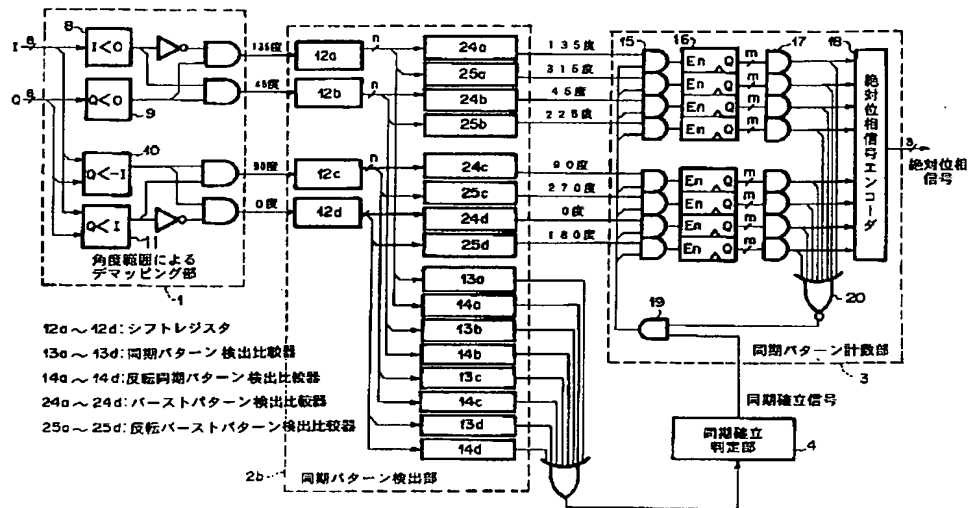 I
8
Q
8
8
I<0
Q<0
9
10
Q<-I
Q<I
11
135度
45度
90度
0度
角度範囲による
デマッピング部
1
12a
12b
12c
12d
n
n
24a
25a
24b
25b
24c
25c
24d
25d
13a
14a
13b
14b
13c
14c
13d
14d
2b
同期パターン検出部
135度
315度
45度
225度
90度
270度
0度
180度
15
16
17
18
En Q m
En Q m
En Q m
En Q m
En Q m
En Q m
En Q m
En Q m
絶対位相信号エンコーダ
3
絶対位相
信号
19
20
同期パターン計数部
3
同期確立信号
同期確立
判定部
4
12a～12d:シフトレジスタ
13a～13d:同期パターン検出比較器
14a～14d:反転同期パターン検出比較器
24a～24d:バーストパターン検出比較器
25a～25d:反転バーストパターン検出比較器